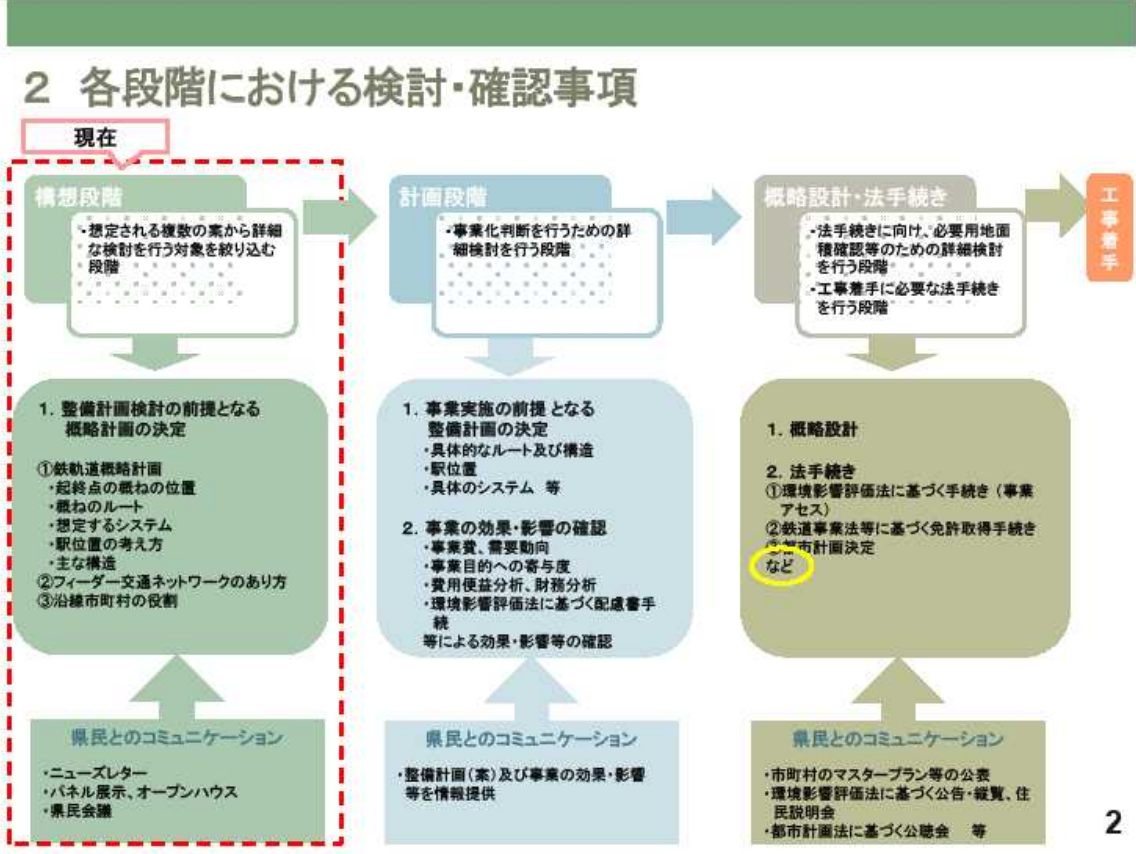 2 各段階における検討・確認事項
現在
構想段階
・想定される複数の案から詳細
な検討を行う対象を絞り込む
段階
計画段階
・事業化判断を行うための詳
細検討を行う段階
概略設計・法手続き
・法手続きに向け、必要用地面
積確認等のための詳細検討
を行う段階
・工事着手に必要な法手続き
を行う段階
工事着手
1. 整備計画検討の前提となる
概略計画の決定
①鉄軌道概略計画
・起終点の概ねの位置
・概ねのルート
・想定するシステム
・駅位置の考え方
・主な構造
②フィーダー交通ネットワークのあり方
③沿線市町村の役割
1. 事業実施の前提 となる
整備計画の決定
・具体的なルート及び構造
・駅位置
・具体のシステム 等
2. 事業の効果・影響の確認
・事業費、需要動向
・事業目的への寄与度
・費用便益分析、財務分析
・環境影響評価法に基づく配慮書手
続
等による効果・影響等の確認
1. 概略設計
2. 法手続き
①環境影響評価法に基づく手続き（事業
アセス）
②鉄道事業法等に基づく免許取得手続き
③都市計画決定
など
県民とのコミュニケーション
・ニューズレター
・パネル展示、オープンハウス
・県民会議
県民とのコミュニケーション
・整備計画(案)及び事業の効果・影響
等を情報提供
県民とのコミュニケーション
・市町村のマスタープラン等の公表
・環境影響評価法に基づく公告・縦覧、住
民説明会
・都市計画法に基づく公聴会 等
2